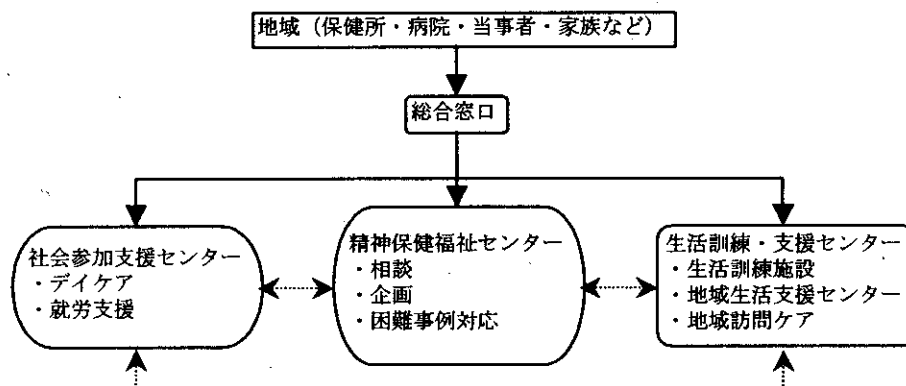 地域（保健所・病院・当事者・家族など）
総合窓口
社会参加支援センター
・デイケア
・就労支援
精神保健福祉センター
・相談
・企画
・困難事例対応
生活訓練・支援センター
・生活訓練施設
・地域生活支援センター
・地域訪問ケア